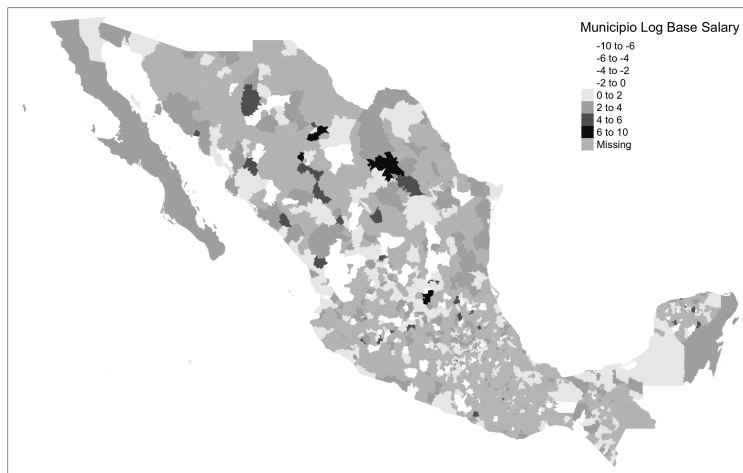 Municipio Log Base Salary
-10 to -6
-6 to -4
-4 to -2
-2 to 0
0 to 2
2 to 4
4 to 6
6 to 10
Missing